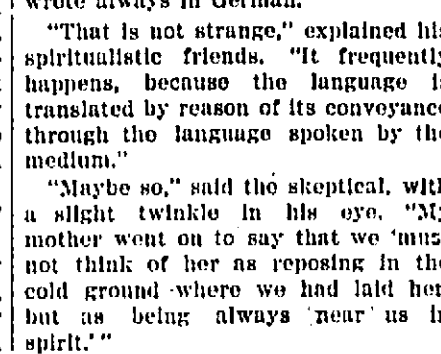 wrote always in German.
"That is not strange," explained his
spiritualistic friends. "It frequently
happens, because the language is
translated by reason of its conveyance
through the language spoken by the
medium."
"Maybe so," said the skeptical, with
a slight twinkle in his eye. "My
mother went on to say that we 'must
not think of her as reposing in the
cold ground where we had laid her
but as being always 'near' us in
spirit.'"